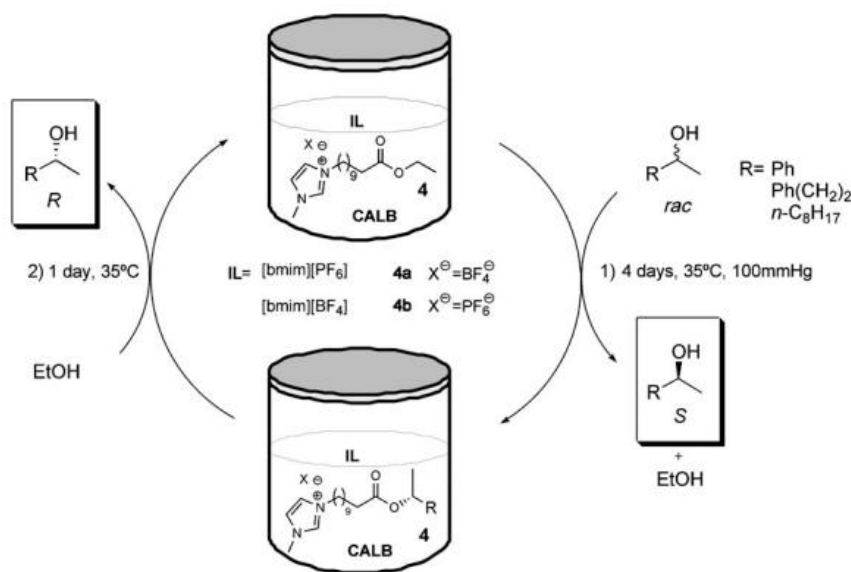 IL
X ⊖
⊕
N
N
9
O
O
4
CALB
OH
R
R
OH
R
rac
R= Ph
Ph(CH₂)₂
n-C₈H₁₇
2) 1 day, 35ºC
IL= [bmim][PF₆] 4a X⊖=BF₄⊖
[bmim][BF₄] 4b X⊖=PF₆⊖
1) 4 days, 35ºC, 100mmHg
EtOH
OH
R
S
+
EtOH
IL
X ⊖
⊕
N
N
9
O
O
R
4
CALB